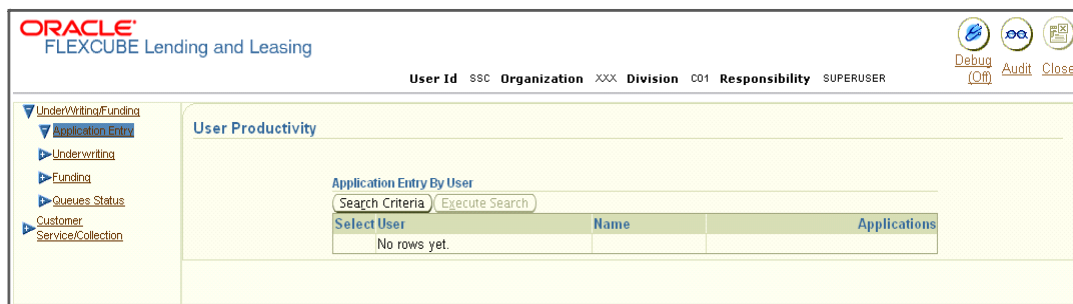 ORACLE
FLEXCUBE Lending and Leasing
User Id SSC Organization XXX Division C01 Responsibility SUPERUSER
Debug (Off)
Audit
Close
UnderWriting/Funding
Application Entry
Underwriting
Funding
Queues Status
Customer
Service/Collection
User Productivity
Application Entry By User
Search Criteria Execute Search
Select User Name Applications
No rows yet.